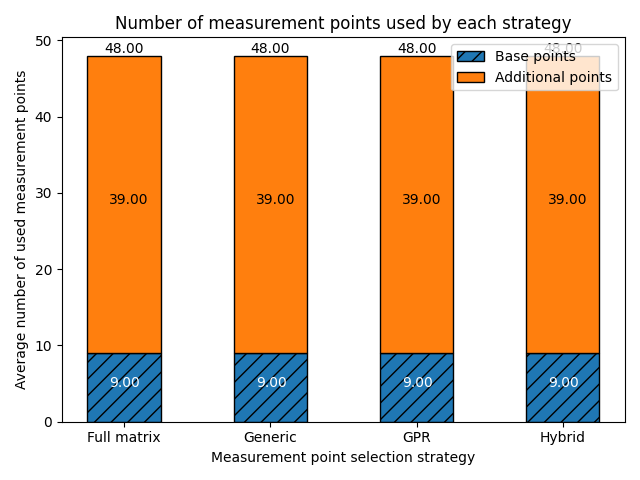 Number of measurement points used by each strategy
Average number of used measurement points
50
40
30
20
10
0
48.00
48.00
48.00
48.00
Base points
Additional points
39.00
39.00
39.00
39.00
9.00
9.00
9.00
9.00
Full matrix
Generic
GPR
Hybrid
Measurement point selection strategy